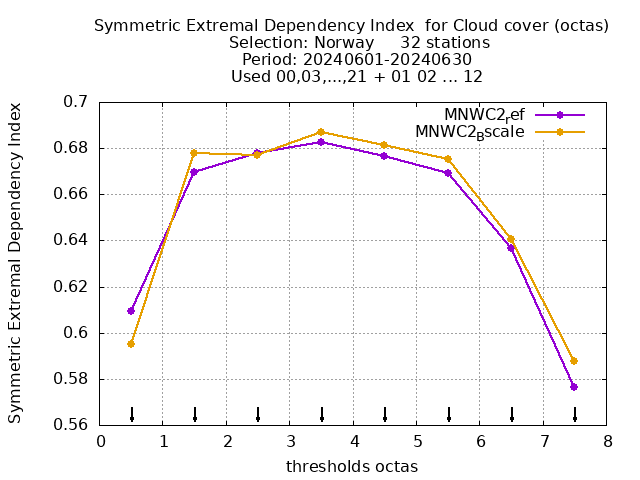 Symmetric Extremal Dependency Index  for Cloud cover (octas)
Selection: Norway     32 stations
Period: 20240601-20240630
Used 00,03,...,21 + 01 02 ... 12
Symmetric Extremal Dependency Index
0.7
0.68
0.66
0.64
0.62
0.6
0.58
0.56
MNWC2_ref
MNWC2_Bscale
0 1 2 3 4 5 6 7 8
thresholds octas